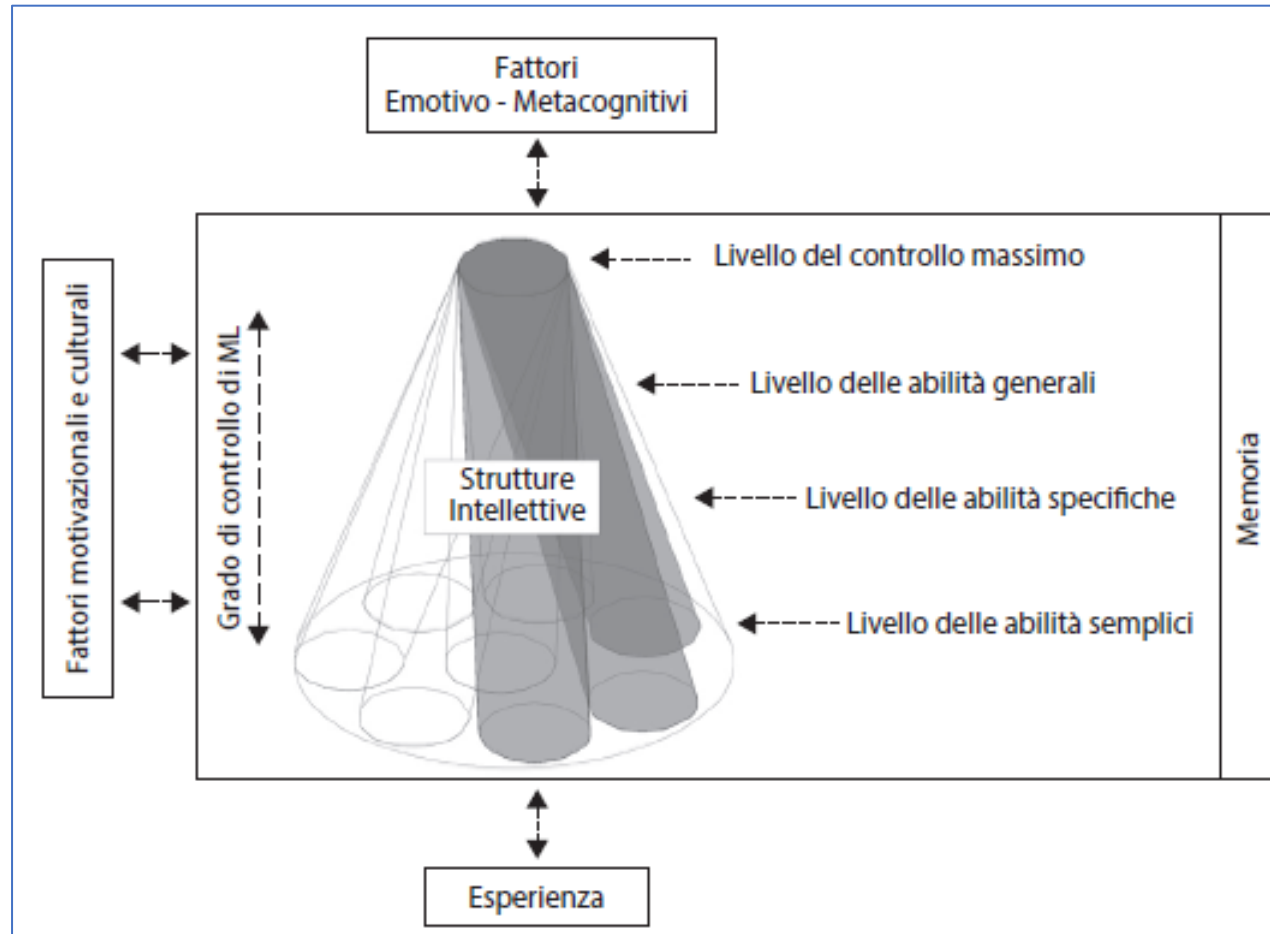 Fattori
Emotivo - Metacognitivi
Livello del controllo massimo
Fattori motivazionali e culturali
Grado di controllo di ML
Livello delle abilità generali
Strutture
Intellettive
Livello delle abilità specifiche
Memoria
Livello delle abilità semplici
Esperienza